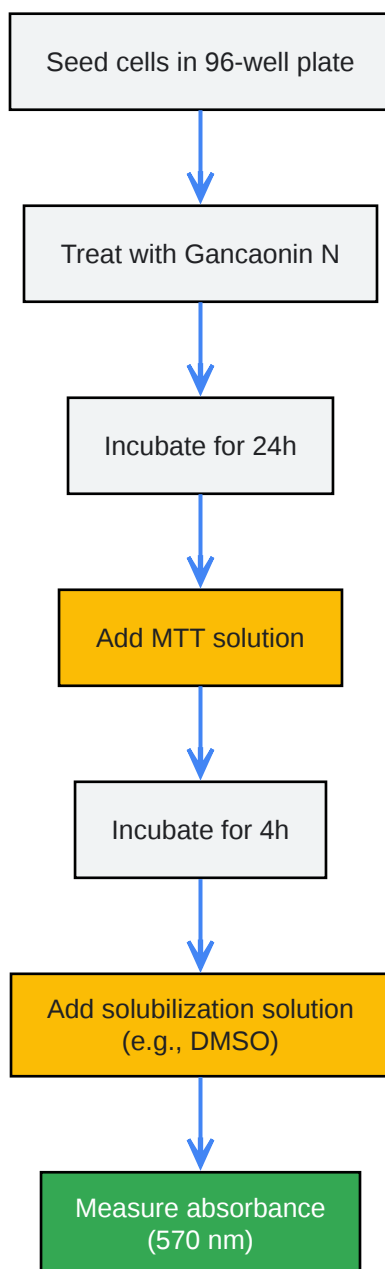 Seed cells in 96-well plate
Treat with Gancaonin N
Incubate for 24h
Add MTT solution
Incubate for 4h
Add solubilization solution
(e.g., DMSO)
Measure absorbance
(570 nm)